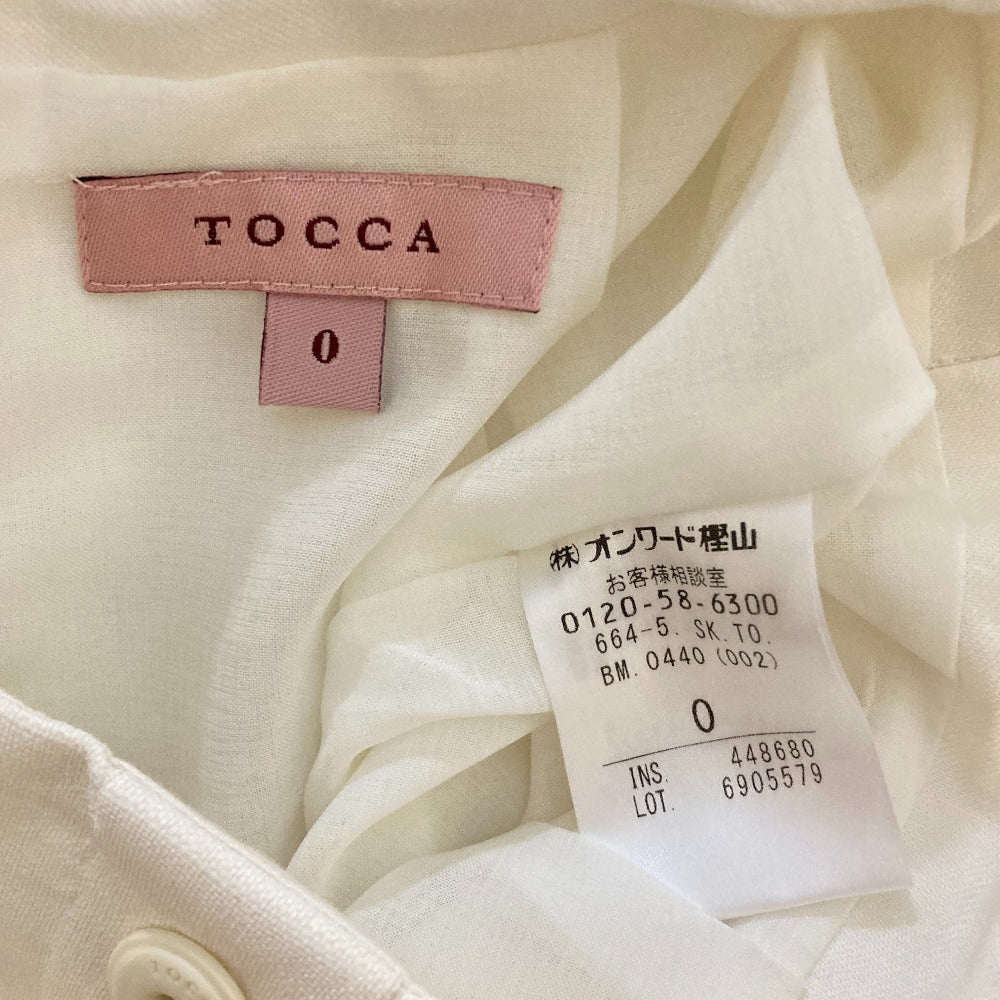 TOCCA
0
(株)オンワード樫山
お客様相談室
0120-58-6300
664-5. SK. TO.
BM. 0440 (002)
0
INS. 448680
LOT. 6905579
TOC